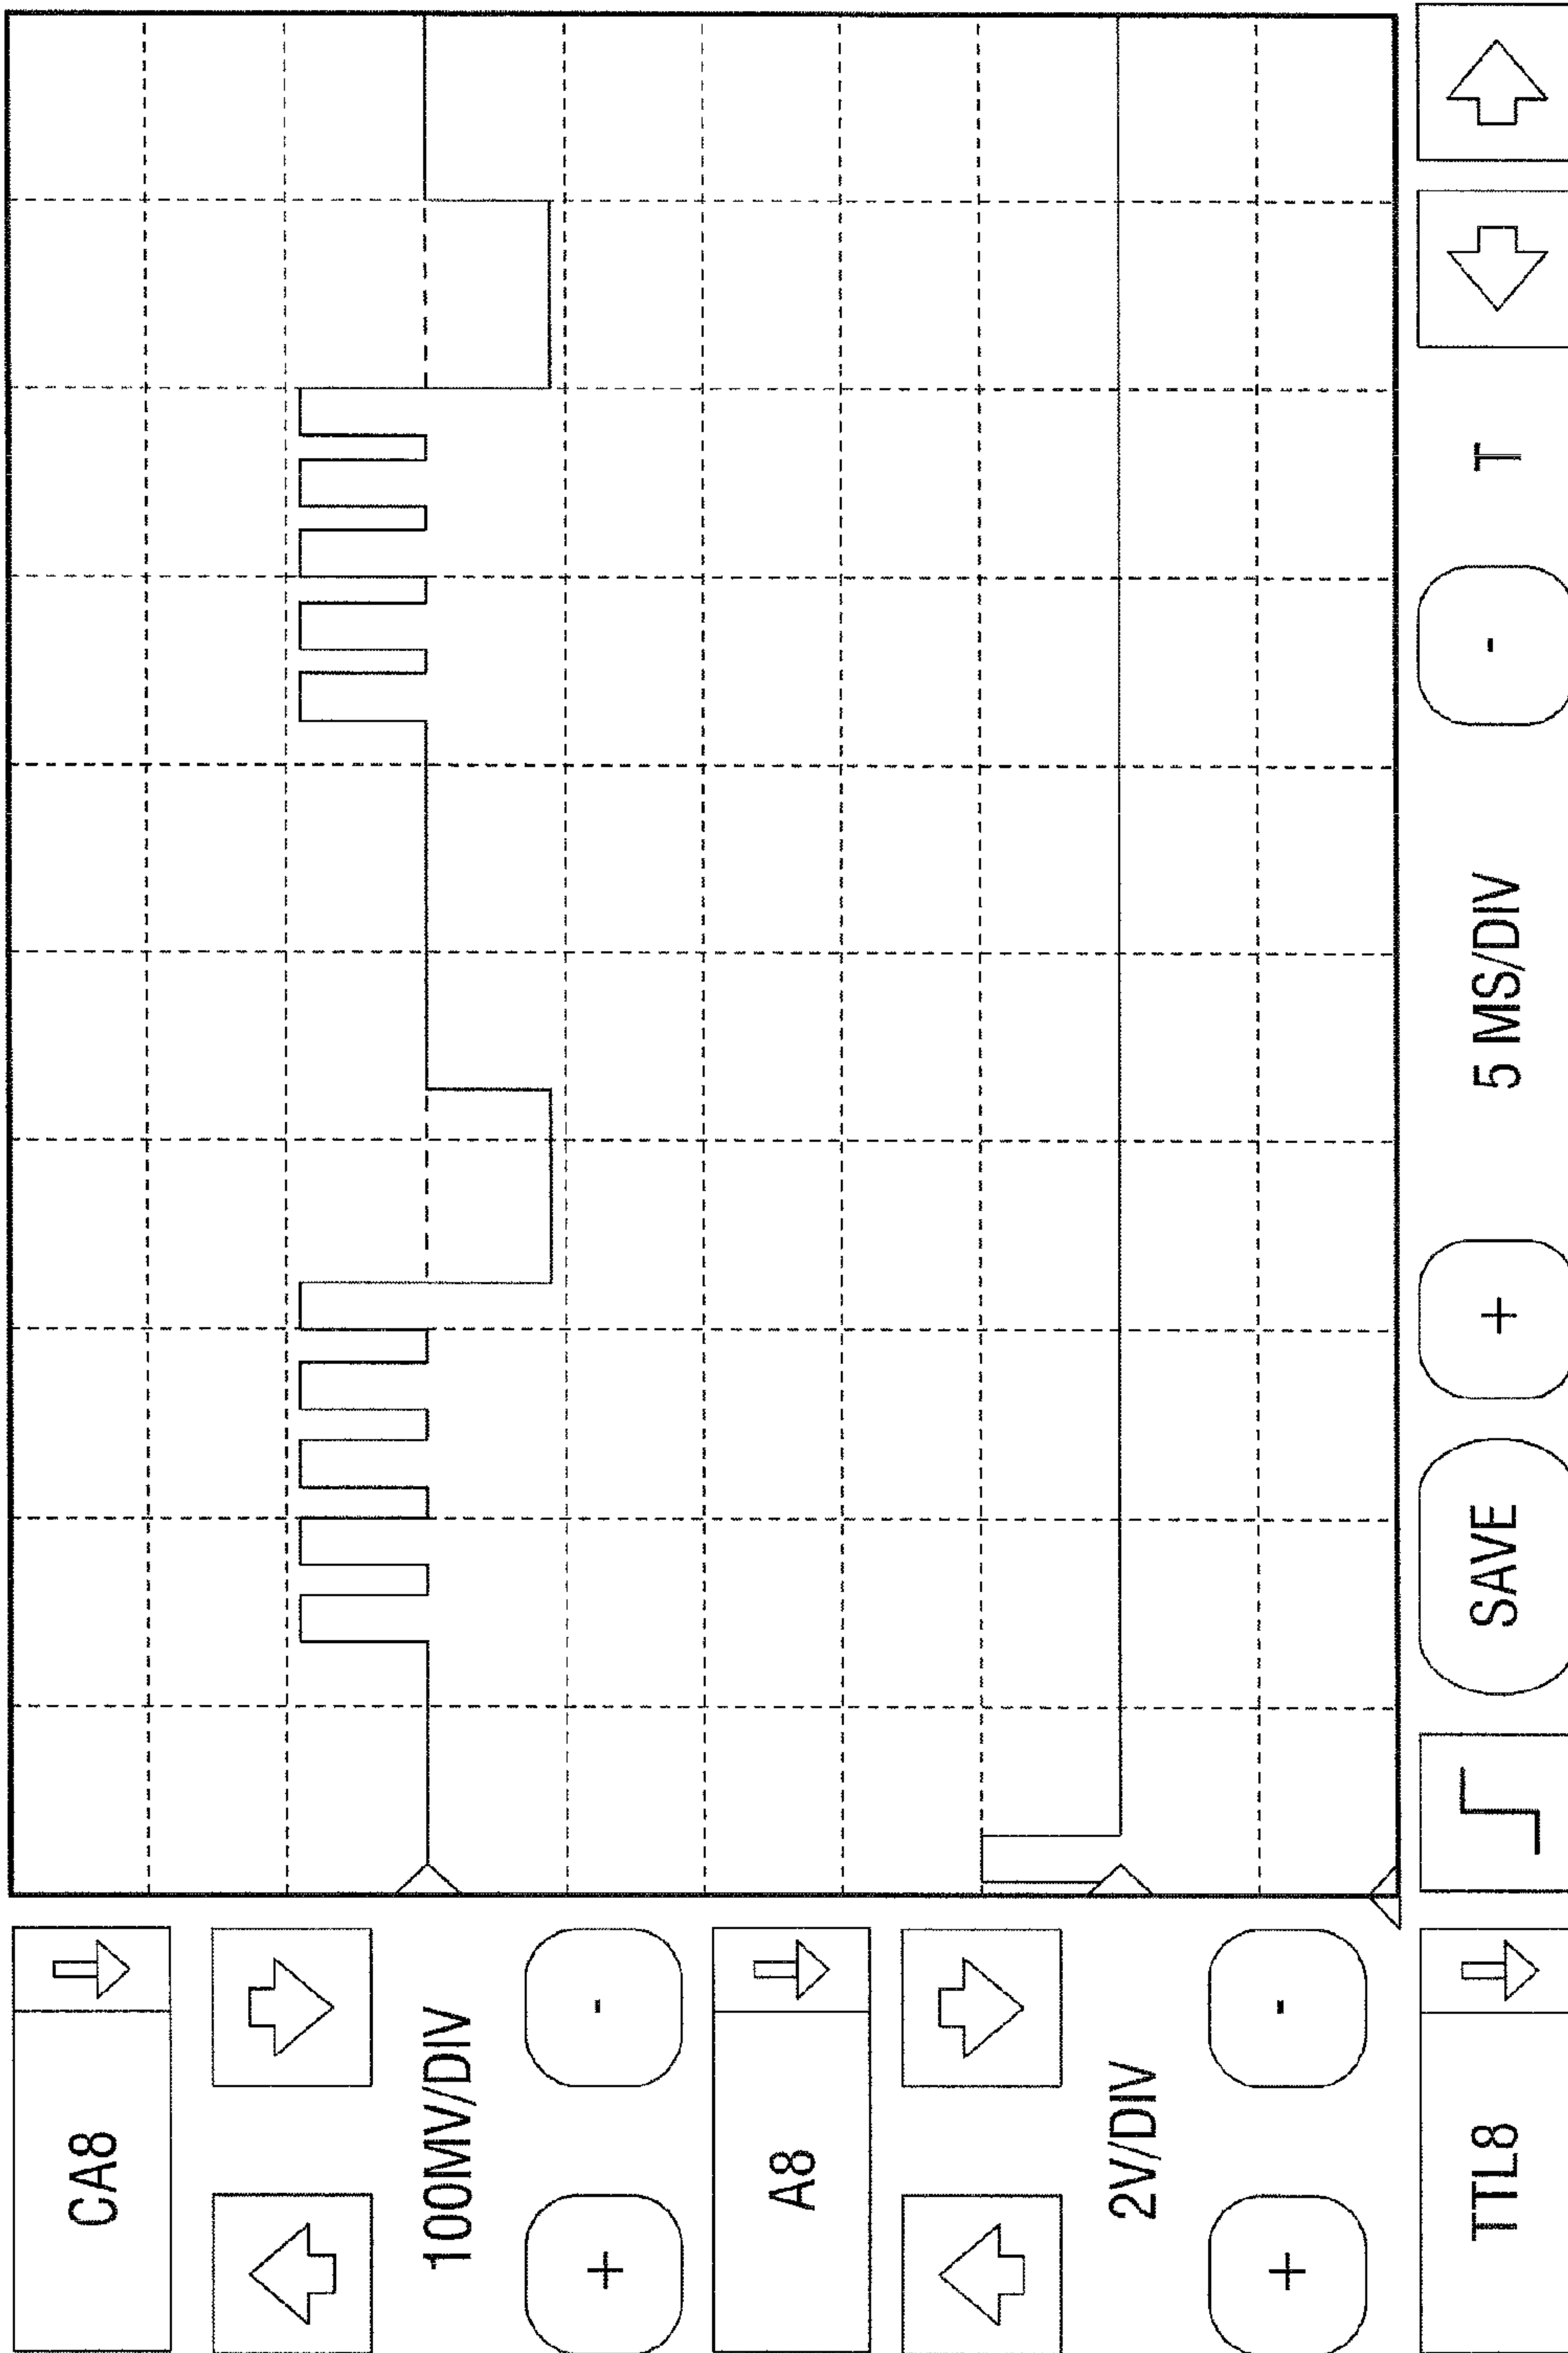 CA8
100MV/DIV
+
-
A8
2V/DIV
+
-
TTL8
SAVE
+
5 MS/DIV
-
T